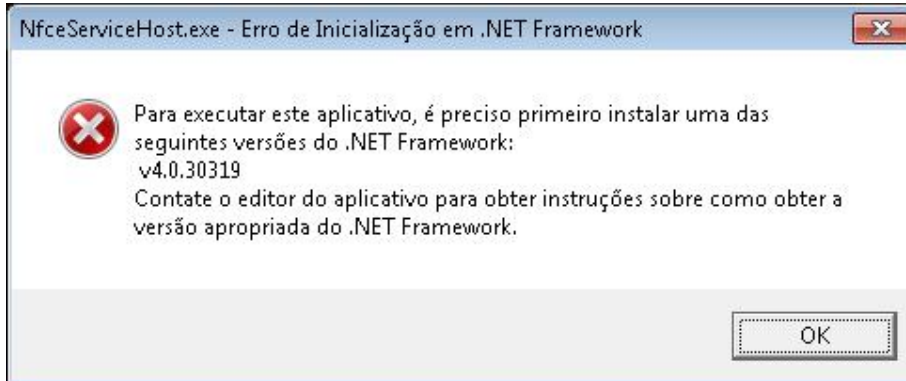 NfceServiceHost.exe - Erro de Inicialização em .NET Framework
Para executar este aplicativo, é preciso primeiro instalar uma das
seguintes versões do .NET Framework:
v4.0.30319
Contate o editor do aplicativo para obter instruções sobre como obter a
versão apropriada do .NET Framework.
OK